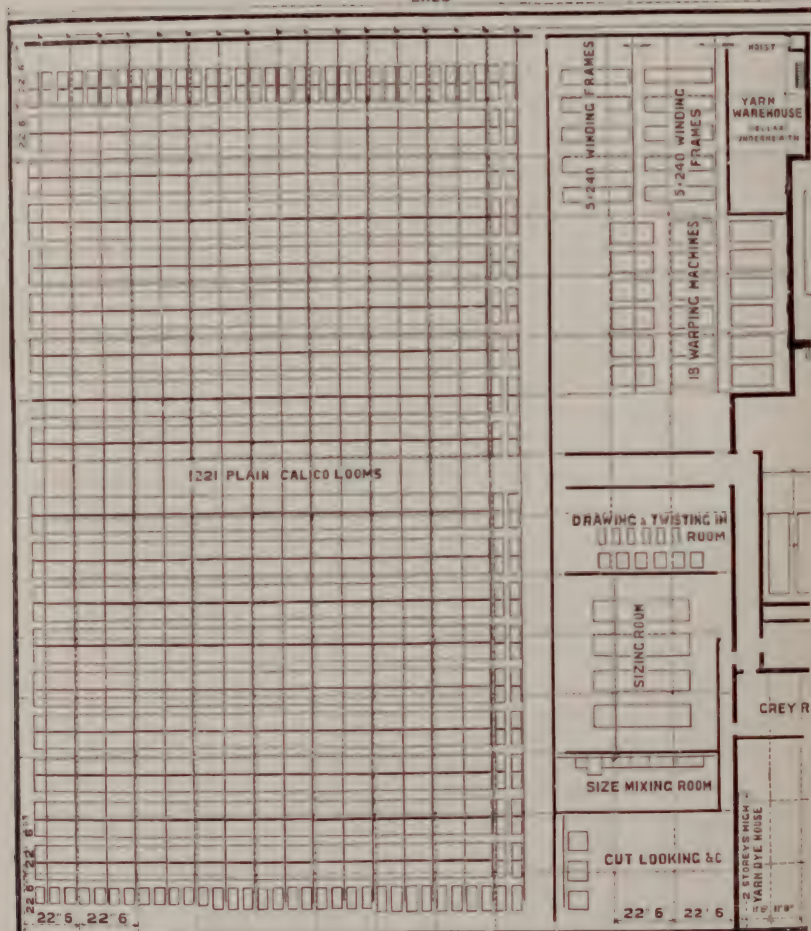 HOIST
YARN
WAREHOUSE
5·240 WINDING FRAMES
5·240 WINDING
FRAMES
18 WARPING MACHINES
1221 PLAIN CALICO LOOMS
DRAWING & TWISTING IN
ROOM
SIZING ROOM
GREY R
SIZE MIXING ROOM
CUT LOOKING &C
2 STOREYS HIGH
YARN DYE HOUSE
22' 6
22' 6
22' 6
22' 6
22' 6
22' 6
22' 6
22' 6